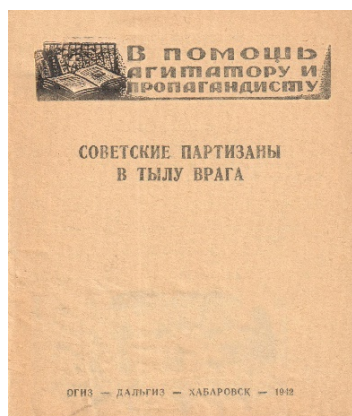 В ПОМОЩЬ
АГИТАТОРУ И
ПРОПАГАНДИСТУ
СОВЕТСКИЕ ПАРТИЗАНЫ
В ТЫЛУ ВРАГА
ОГИЗ — ДАЛЬГИЗ — ХАБАРОВСК — 1942